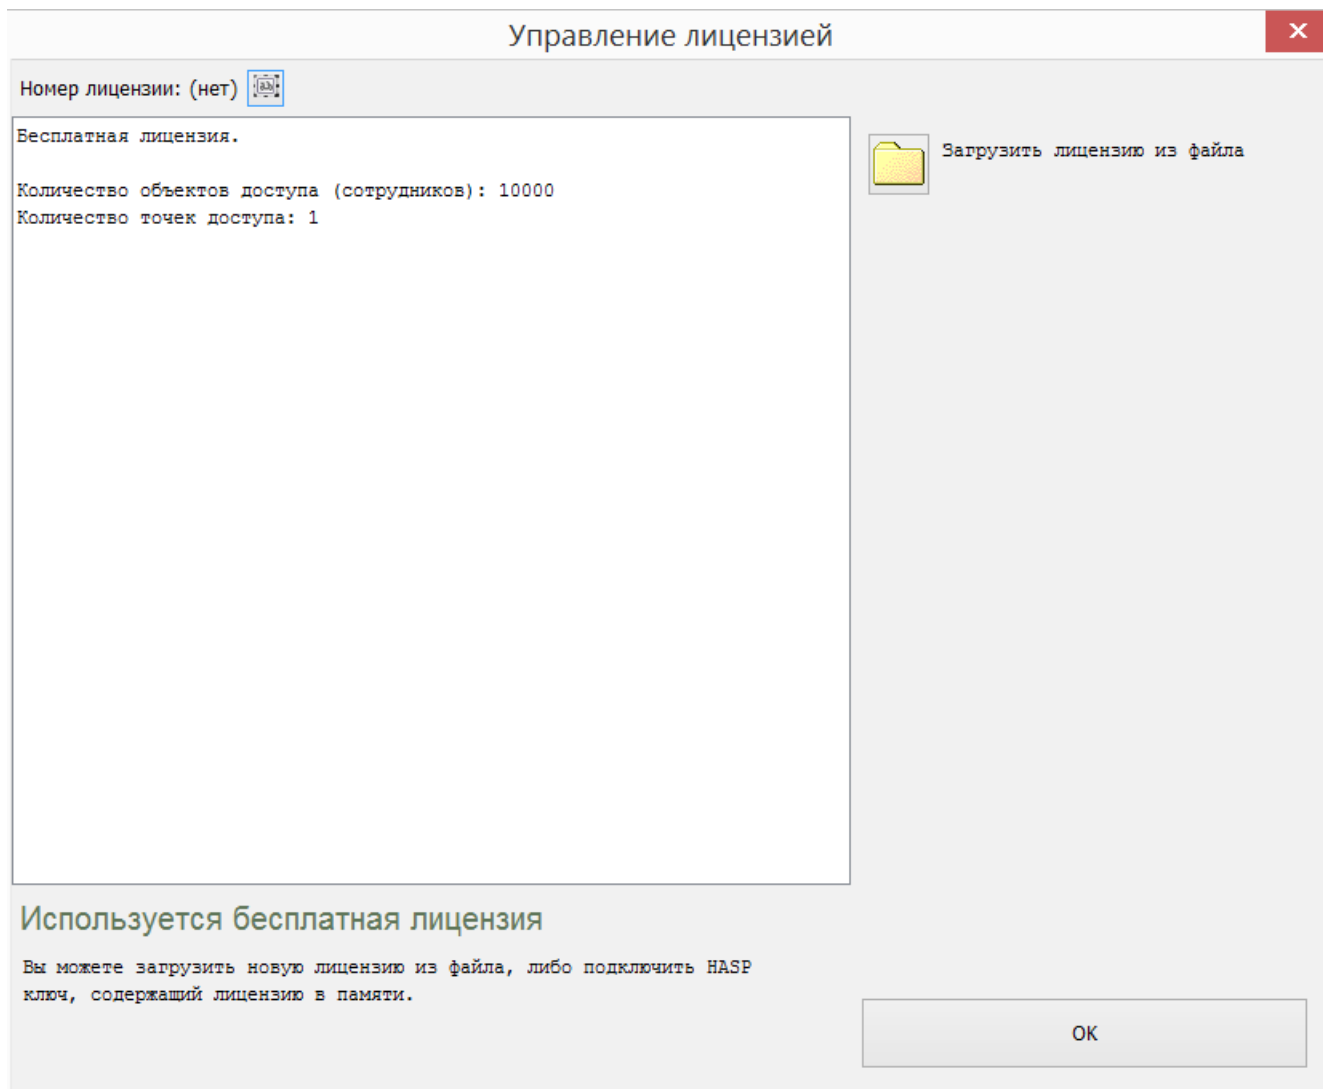 Управление лицензией
Номер лицензии: (нет)
Бесплатная лицензия.
Количество объектов доступа (сотрудников): 10000
Количество точек доступа: 1
Загрузить лицензию из файла
Используется бесплатная лицензия
Вы можете загрузить новую лицензию из файла, либо подключить HASP
ключ, содержащий лицензию в памяти.
OK